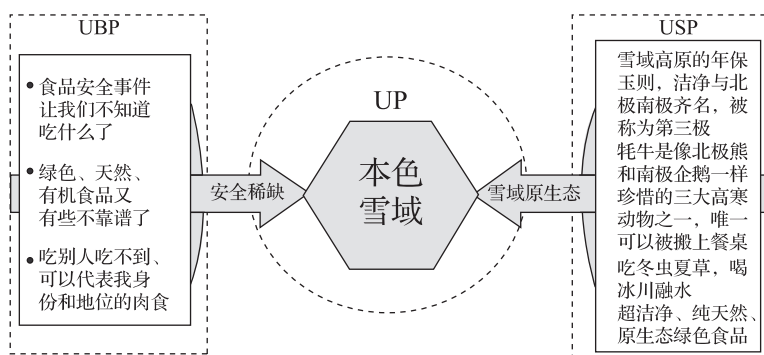 UBP
• 食品安全事件
让我们不知道
吃什么了
• 绿色、天然、
有机食品又
有些不靠谱了
• 吃别人吃不到、
可以代表我身
份和地位的肉食
安全稀缺
UP
本色
雪域
雪域原生态
USP
雪域高原的年保
玉则，洁净与北
极南极齐名，被
称为第三极
牦牛是像北极熊
和南极企鹅一样
珍惜的三大高寒
动物之一，唯一
可以被搬上餐桌
吃冬虫夏草，喝
冰川融水
超洁净、纯天然、
原生态绿色食品